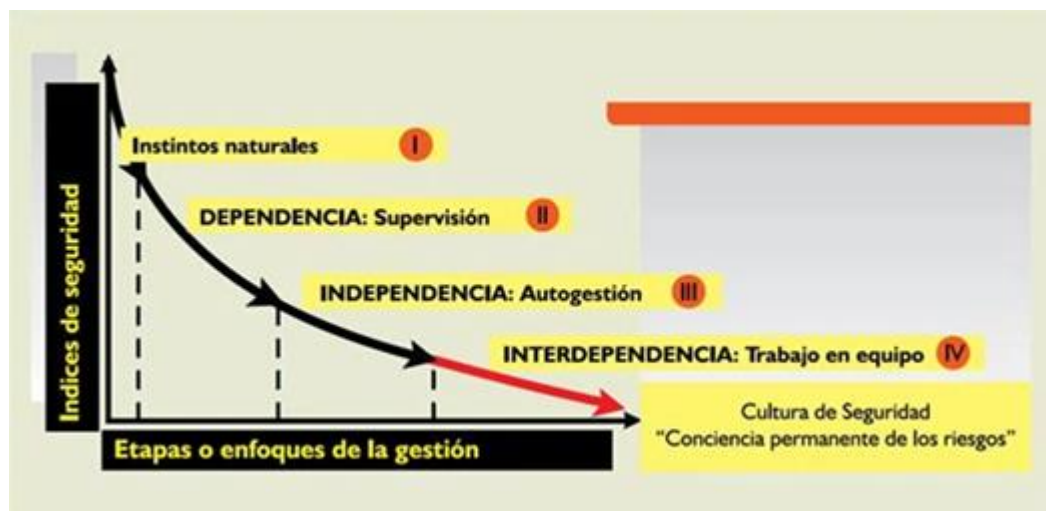 Indices de seguridad
Instintos naturales I
DEPENDENCIA: Supervisión II
INDEPENDENCIA: Autogestión III
INTERDEPENDENCIA: Trabajo en equipo IV
Cultura de Seguridad
“Conciencia permanente de los riesgos”
Etapas o enfoques de la gestión